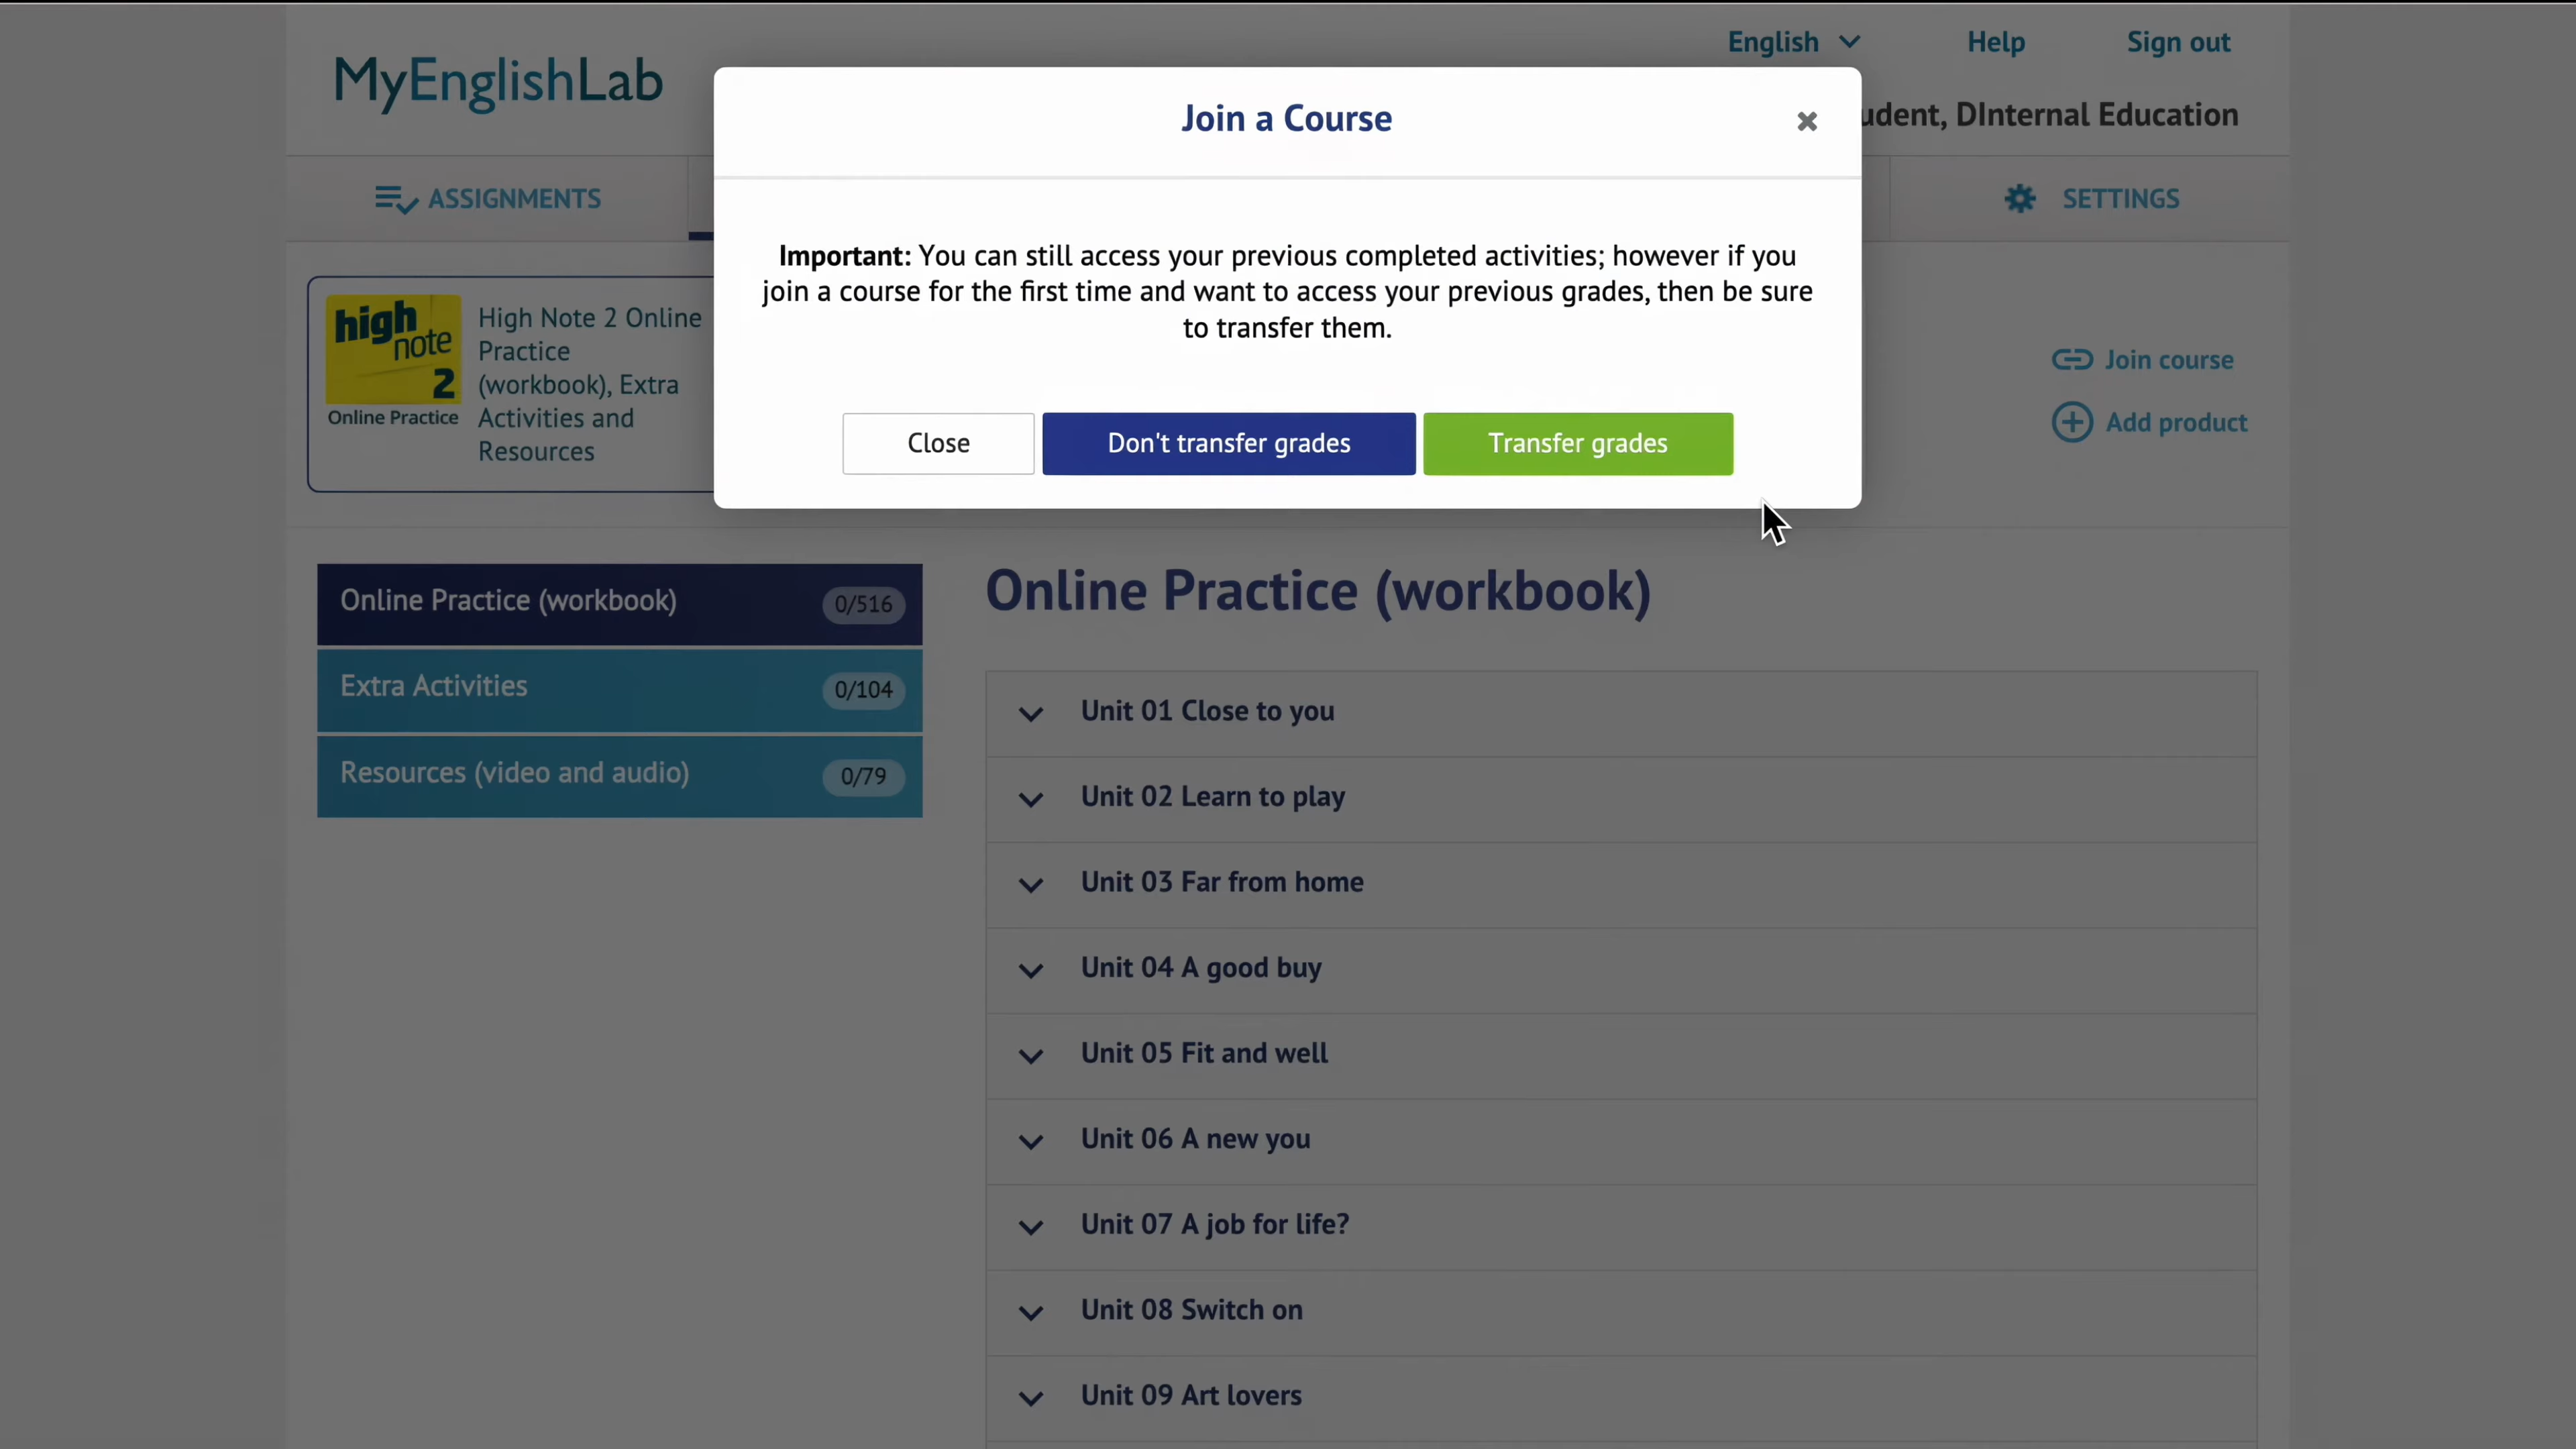 MyEnglishLab
English
Help
Sign out
udent, DInternal Education
ASSIGNMENTS
SETTINGS
Join a Course
Important: You can still access your previous completed activities; however if you
join a course for the first time and want to access your previous grades, then be sure
to transfer them.
Close
Don't transfer grades
Transfer grades
high
note
2
Online Practice
High Note 2 Online
Practice
(workbook), Extra
Activities and
Resources
Join course
Add product
Online Practice (workbook) 0/516
Extra Activities 0/104
Resources (video and audio) 0/79
Online Practice (workbook)
Unit 01 Close to you
Unit 02 Learn to play
Unit 03 Far from home
Unit 04 A good buy
Unit 05 Fit and well
Unit 06 A new you
Unit 07 A job for life?
Unit 08 Switch on
Unit 09 Art lovers